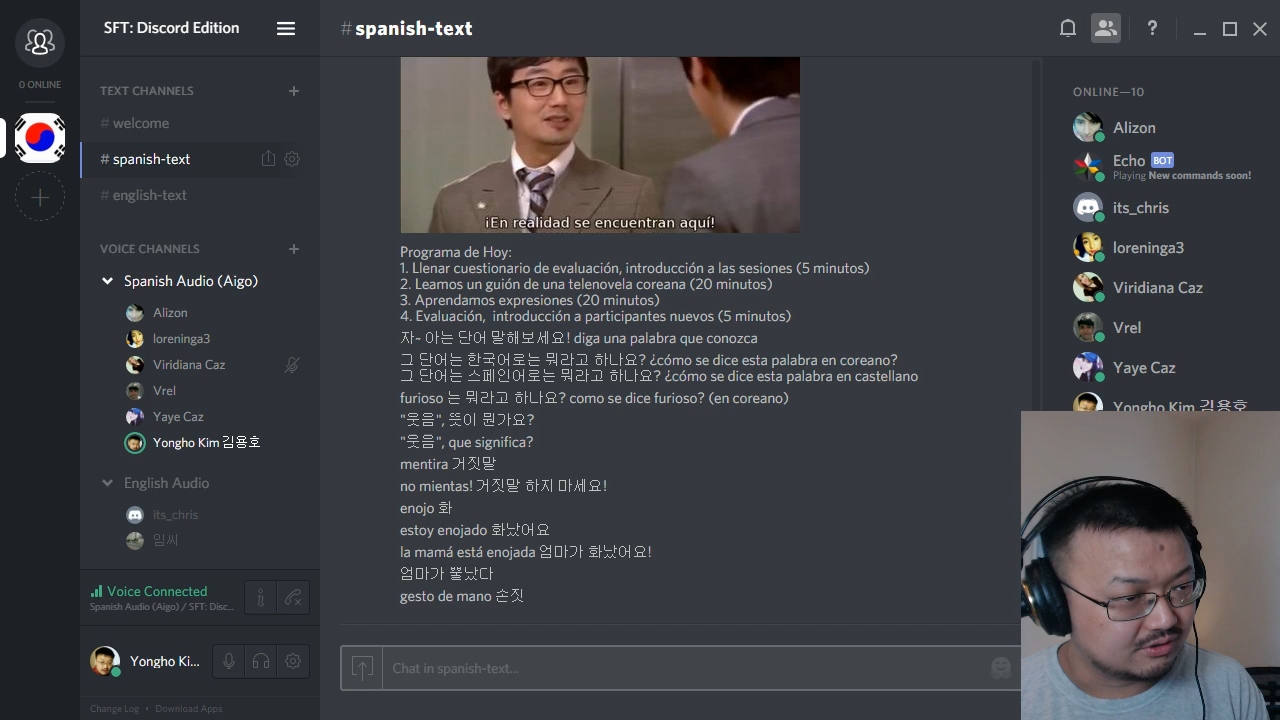 0 ONLINE
SFT: Discord Edition
TEXT CHANNELS
# welcome
# spanish-text
# english-text
VOICE CHANNELS
Spanish Audio (Aigo)
Alizon
loreninga3
Viridiana Caz
Vrel
Yaye Caz
Yongho Kim 김용호
English Audio
its_chris
임씨
Voice Connected
Spanish Audio (Aigo) / SFT: Disc...
Yongho Ki...
Change Log • Download Apps
# spanish-text
¡En realidad se encuentran aquí!
Programa de Hoy:
1. Llenar cuestionario de evaluación, introducción a las sesiones (5 minutos)
2. Leamos un guión de una telenovela coreana (20 minutos)
3. Aprendamos expresiones (20 minutos)
4. Evaluación, introducción a participantes nuevos (5 minutos)
자- 아는 단어 말해보세요! diga una palabra que conozca
그 단어는 한국어로는 뭐라고 하나요? ¿cómo se dice esta palabra en coreano?
그 단어는 스페인어로는 뭐라고 하나요? ¿cómo se dice esta palabra en castellano
furioso 는 뭐라고 하나요? como se dice furioso? (en coreano)
"웃음", 뜻이 뭔가요?
"웃음", que significa?
mentira 거짓말
no mientas! 거짓말 하지 마세요!
enojo 화
estoy enojado 화났어요
la mamá está enojada 엄마가 화났어요!
엄마가 뿔났다
gesto de mano 손짓
Chat in spanish-text...
ONLINE—10
Alizon
Echo BOT
Playing New commands soon!
its_chris
loreninga3
Viridiana Caz
Vrel
Yaye Caz
Yongho Kim 김용호